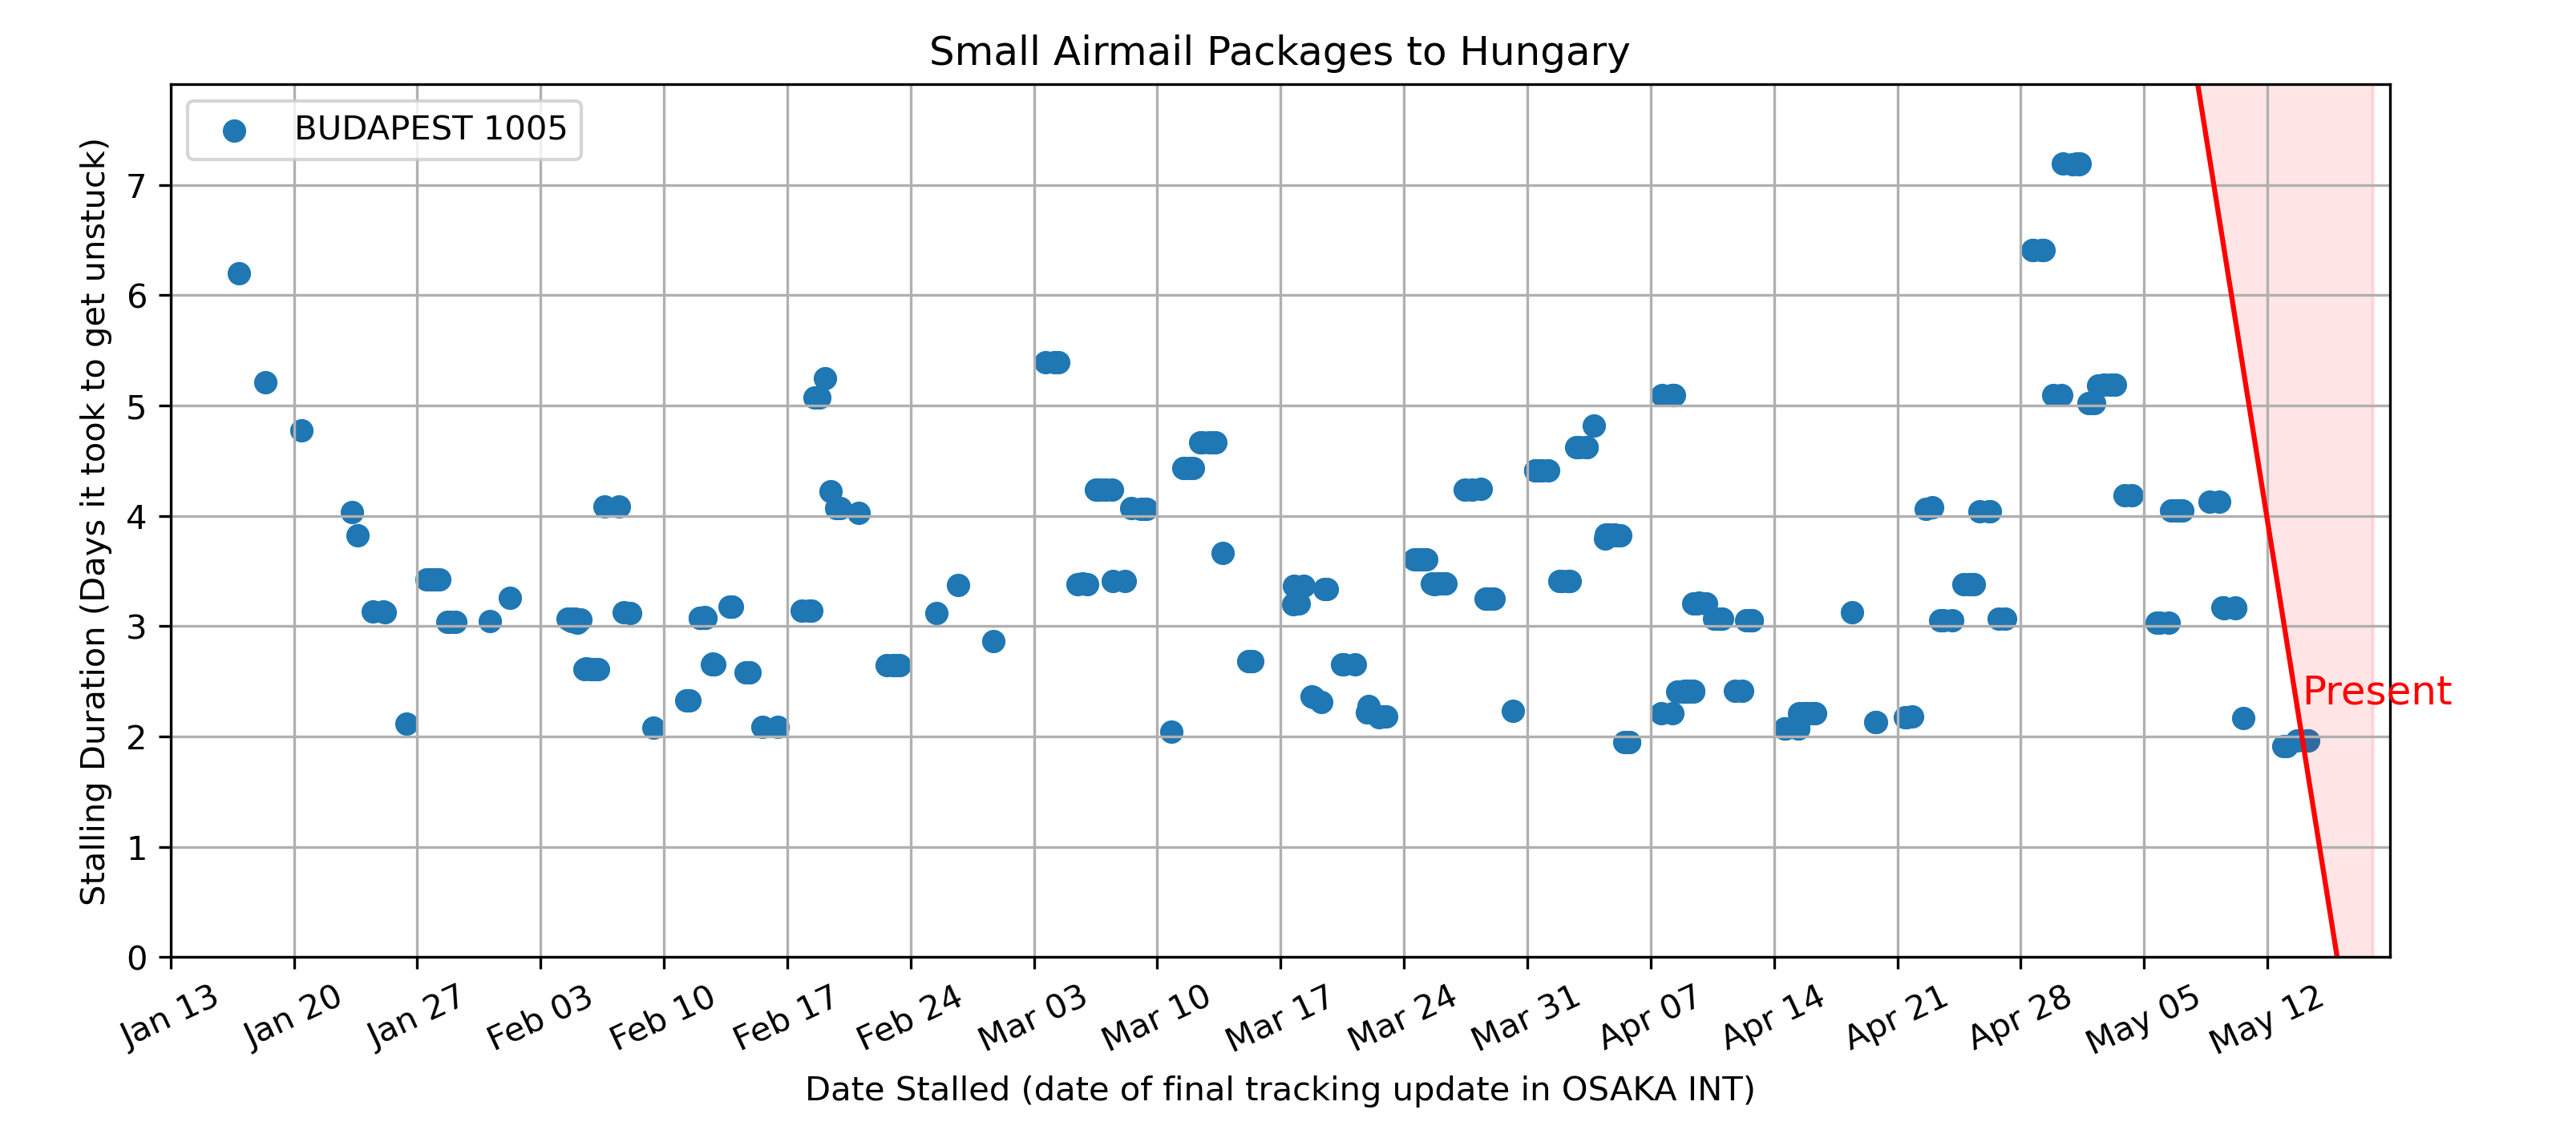 Small Airmail Packages to Hungary
BUDAPEST 1005
Stalling Duration (Days it took to get unstuck)
7
6
5
4
3
2
1
0
Present
Jan 13 Jan 20 Jan 27 Feb 03 Feb 10 Feb 17 Feb 24 Mar 03 Mar 10 Mar 17 Mar 24 Mar 31 Apr 07 Apr 14 Apr 21 Apr 28 May 05 May 12
Date Stalled (date of final tracking update in OSAKA INT)